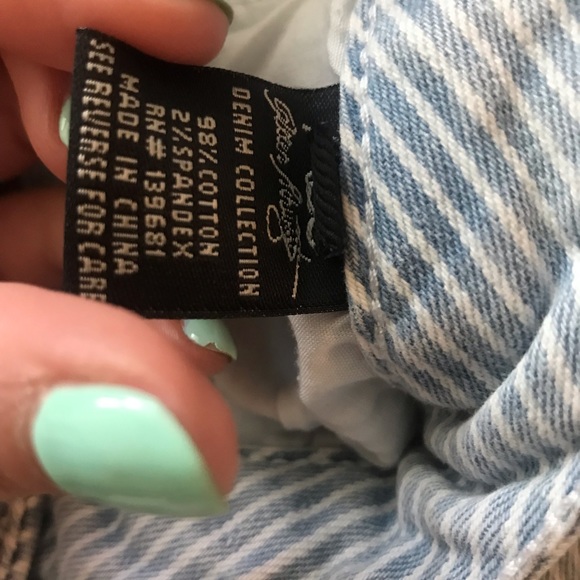 DENIM COLLECTION
98% COTTON
2% SPANDEX
RN# 139681
MADE IN CHINA
SEE REVERSE FOR CARE